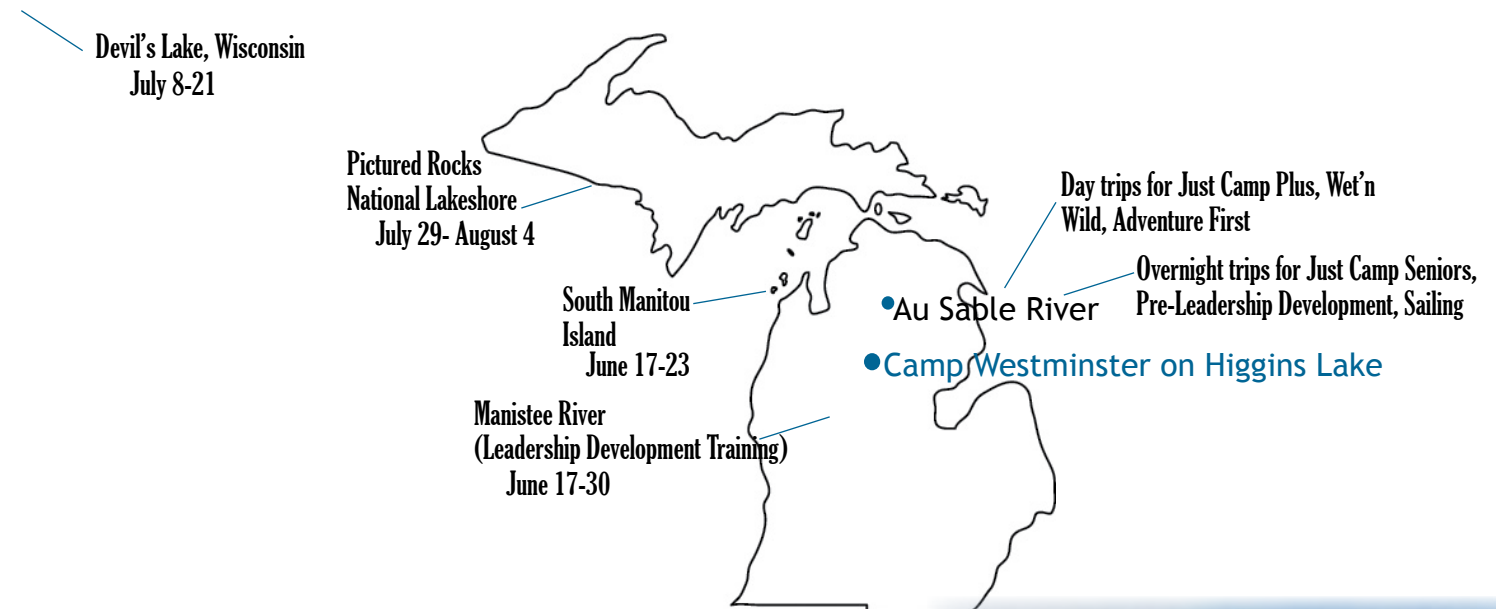 Devil's Lake, Wisconsin
July 8-21
Pictured Rocks
National Lakeshore
July 29- August 4
Day trips for Just Camp Plus, Wet'n
Wild, Adventure First
Overnight trips for Just Camp Seniors,
Pre-Leadership Development, Sailing
South Manitou
Island
June 17-23
•Au Sable River
•Camp Westminster on Higgins Lake
Manistee River
(Leadership Development Training)
June 17-30